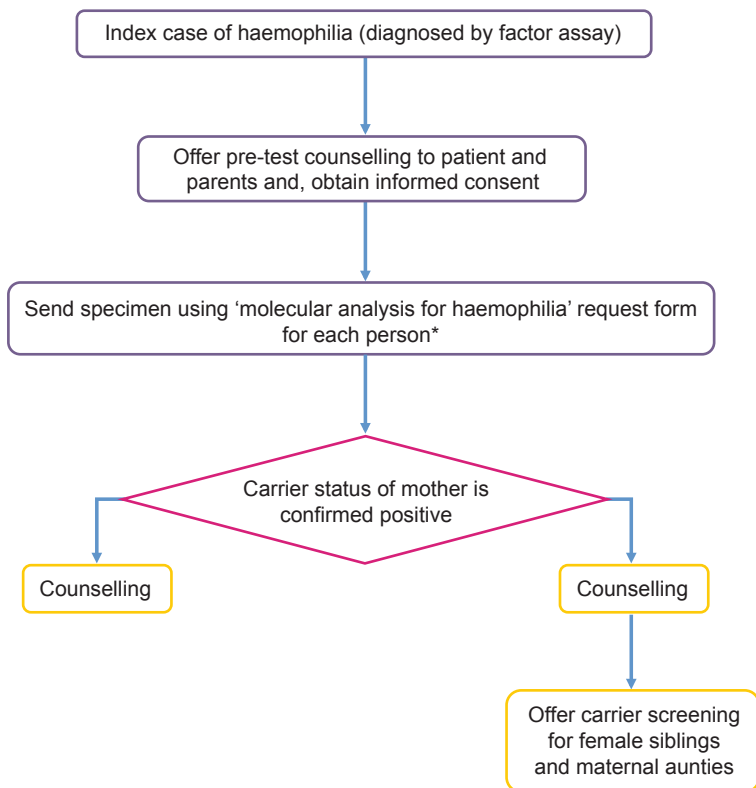 Index case of haemophilia (diagnosed by factor assay)
Offer pre-test counselling to patient and
parents and, obtain informed consent
Send specimen using ‘molecular analysis for haemophilia’ request form
for each person*
Carrier status of mother is
confirmed positive
Counselling
Counselling
Offer carrier screening
for female siblings
and maternal aunties